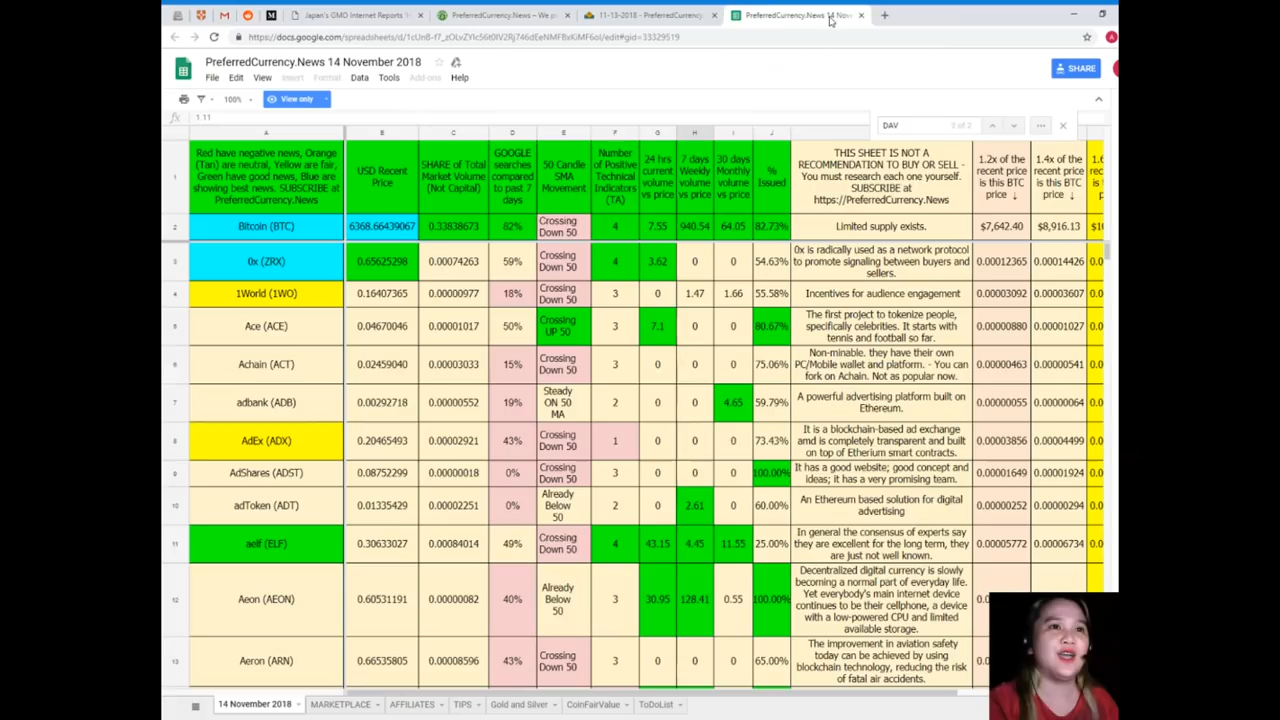 Japan's GMO Internet Reports
PreferredCurrency.News – We p
11-13-2018 - PreferredCurrency
PreferredCurrency.News 14 Nov
PreferredCurrency.News 14 November 2018
File Edit View Insert Format Data Tools Add-ons Help
SHARE
100%
View only
fx 1.11
DAV 2 of 2
A B C D E F G H I J
1
Red have negative news, Orange
(Tan) are neutral, Yellow are fair,
Green have good news, Blue are
showing best news. SUBSCRIBE at
PreferredCurrency.News
USD Recent
Price
SHARE of Total
Market Volume
(Not Capital)
GOOGLE
searches
compared
to past 7
days
50 Candle
SMA
Movement
Number
of Positive
Technical
Indicators
(TA)
24 hrs
current
volume
vs price
7 days
Weekly
volume
vs price
30 days
Monthly
volume
vs price
%
Issued
THIS SHEET IS NOT A
RECOMMENDATION TO BUY OR SELL -
You must research each one yourself.
SUBSCRIBE at
https://PreferredCurrency.News
1.2x of the
recent price
is this BTC
price ↓
1.4x of the
recent price
is this BTC
price ↓
2 Bitcoin (BTC) 6368.66439067 0.33838673 82%
Crossing
Down 50
4 7.55 940.54 64.05 82.73% Limited supply exists. $7,642.40 $8,916.13
3 0x (ZRX) 0.65625298 0.00074263 59%
Crossing
Down 50
4 3.62 0 0 54.63%
0x is radically used as a network protocol
to promote signaling between buyers and
sellers.
0.00012365 0.00014426
4 1World (1WO) 0.16407365 0.00000977 18%
Crossing
Down 50
3 0 1.47 1.66 55.58% Incentives for audience engagement 0.00003092 0.00003607
5 Ace (ACE) 0.04670046 0.00001017 50%
Crossing
UP 50
3 7.1 0 0 80.67%
The first project to tokenize people,
specifically celebrities. It starts with
tennis and football so far.
0.00000880 0.00001027
6 Achain (ACT) 0.02459040 0.00003033 15%
Crossing
Down 50
3 0 0 0 75.06%
Non-minable. they have their own
PC/Mobile wallet and platform. - You can
fork on Achain. Not as popular now.
0.00000463 0.00000541
7 adbank (ADB) 0.00292718 0.00000552 19%
Steady
ON 50
MA
2 0 0 4.65 59.79%
A powerful advertising platform built on
Ethereum.
0.00000055 0.00000064
8 AdEx (ADX) 0.20465493 0.00002921 43%
Crossing
Down 50
1 0 0 0 73.43%
It is a blockchain-based ad exchange
amd is completely transparent and built
on top of Etherium smart contracts.
0.00003856 0.00004499
9 AdShares (ADST) 0.08752299 0.00000018 0%
Crossing
Down 50
3 0 0 0 100.00%
It has a good website; good concept and
ideas; it has a very promising team.
0.00001649 0.00001924
10 adToken (ADT) 0.01335429 0.00002251 0%
Already
Below
50
2 0 2.61 0 60.00%
An Ethereum based solution for digital
advertising
0.00000252 0.00000294
11 aelf (ELF) 0.30633027 0.00084014 49%
Crossing
Down 50
4 43.15 4.45 11.55 25.00%
In general the consensus of experts say
they are excellent for the long term, they
are just not well known.
0.00005772 0.00006734
12 Aeon (AEON) 0.60531191 0.00000082 40%
Already
Below
50
3 30.95 128.41 0.55 100.00%
Decentralized digital currency is slowly
becoming a normal part of everyday life.
Yet everybody's main internet device
continues to be their cellphone, a device
with a low-powered CPU and limited
available storage.
13 Aeron (ARN) 0.66535805 0.00008596 43%
Crossing
Down 50
3 0 0 0 65.00%
The improvement in aviation safety
today can be achieved by using
blockchain technology, reducing the risk
of fatal air accidents.
14 November 2018 MARKETPLACE AFFILIATES TIPS Gold and Silver CoinFairValue ToDoList